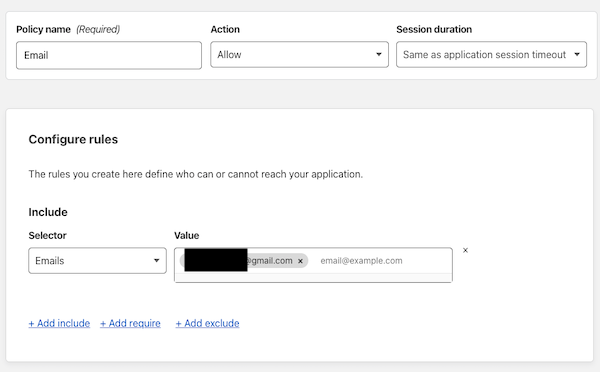 Policy name (Required) Action Session duration
Email Allow Same as application session timeout
Configure rules
The rules you create here define who can or cannot reach your application.
Include
Selector Value
Emails @gmail.com × email@example.com ×
+ Add include + Add require + Add exclude